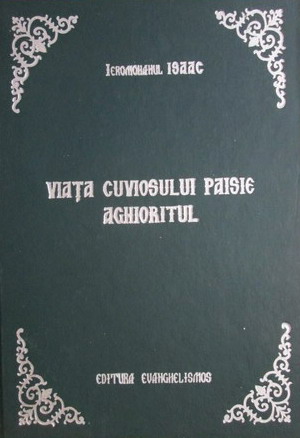 Ieromonahul ISAAC
VIAȚA CUVIOSULUI PAISIE
AGHIORITUL
EDITURA EVANGHELISMOS